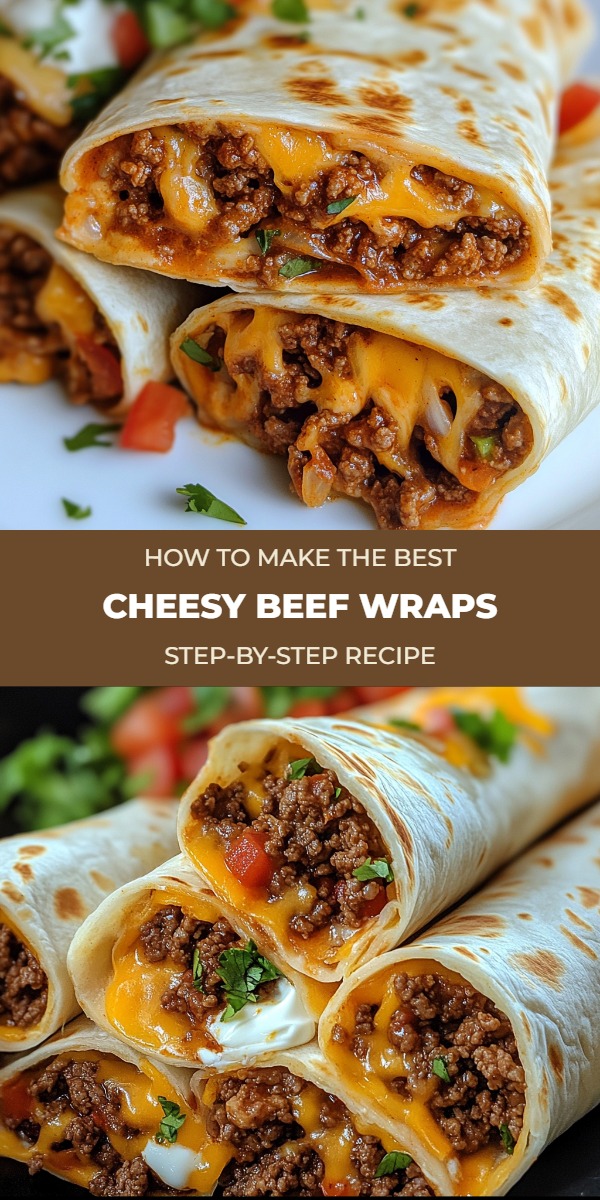 HOW TO MAKE THE BEST
CHEESY BEEF WRAPS
STEP-BY-STEP RECIPE